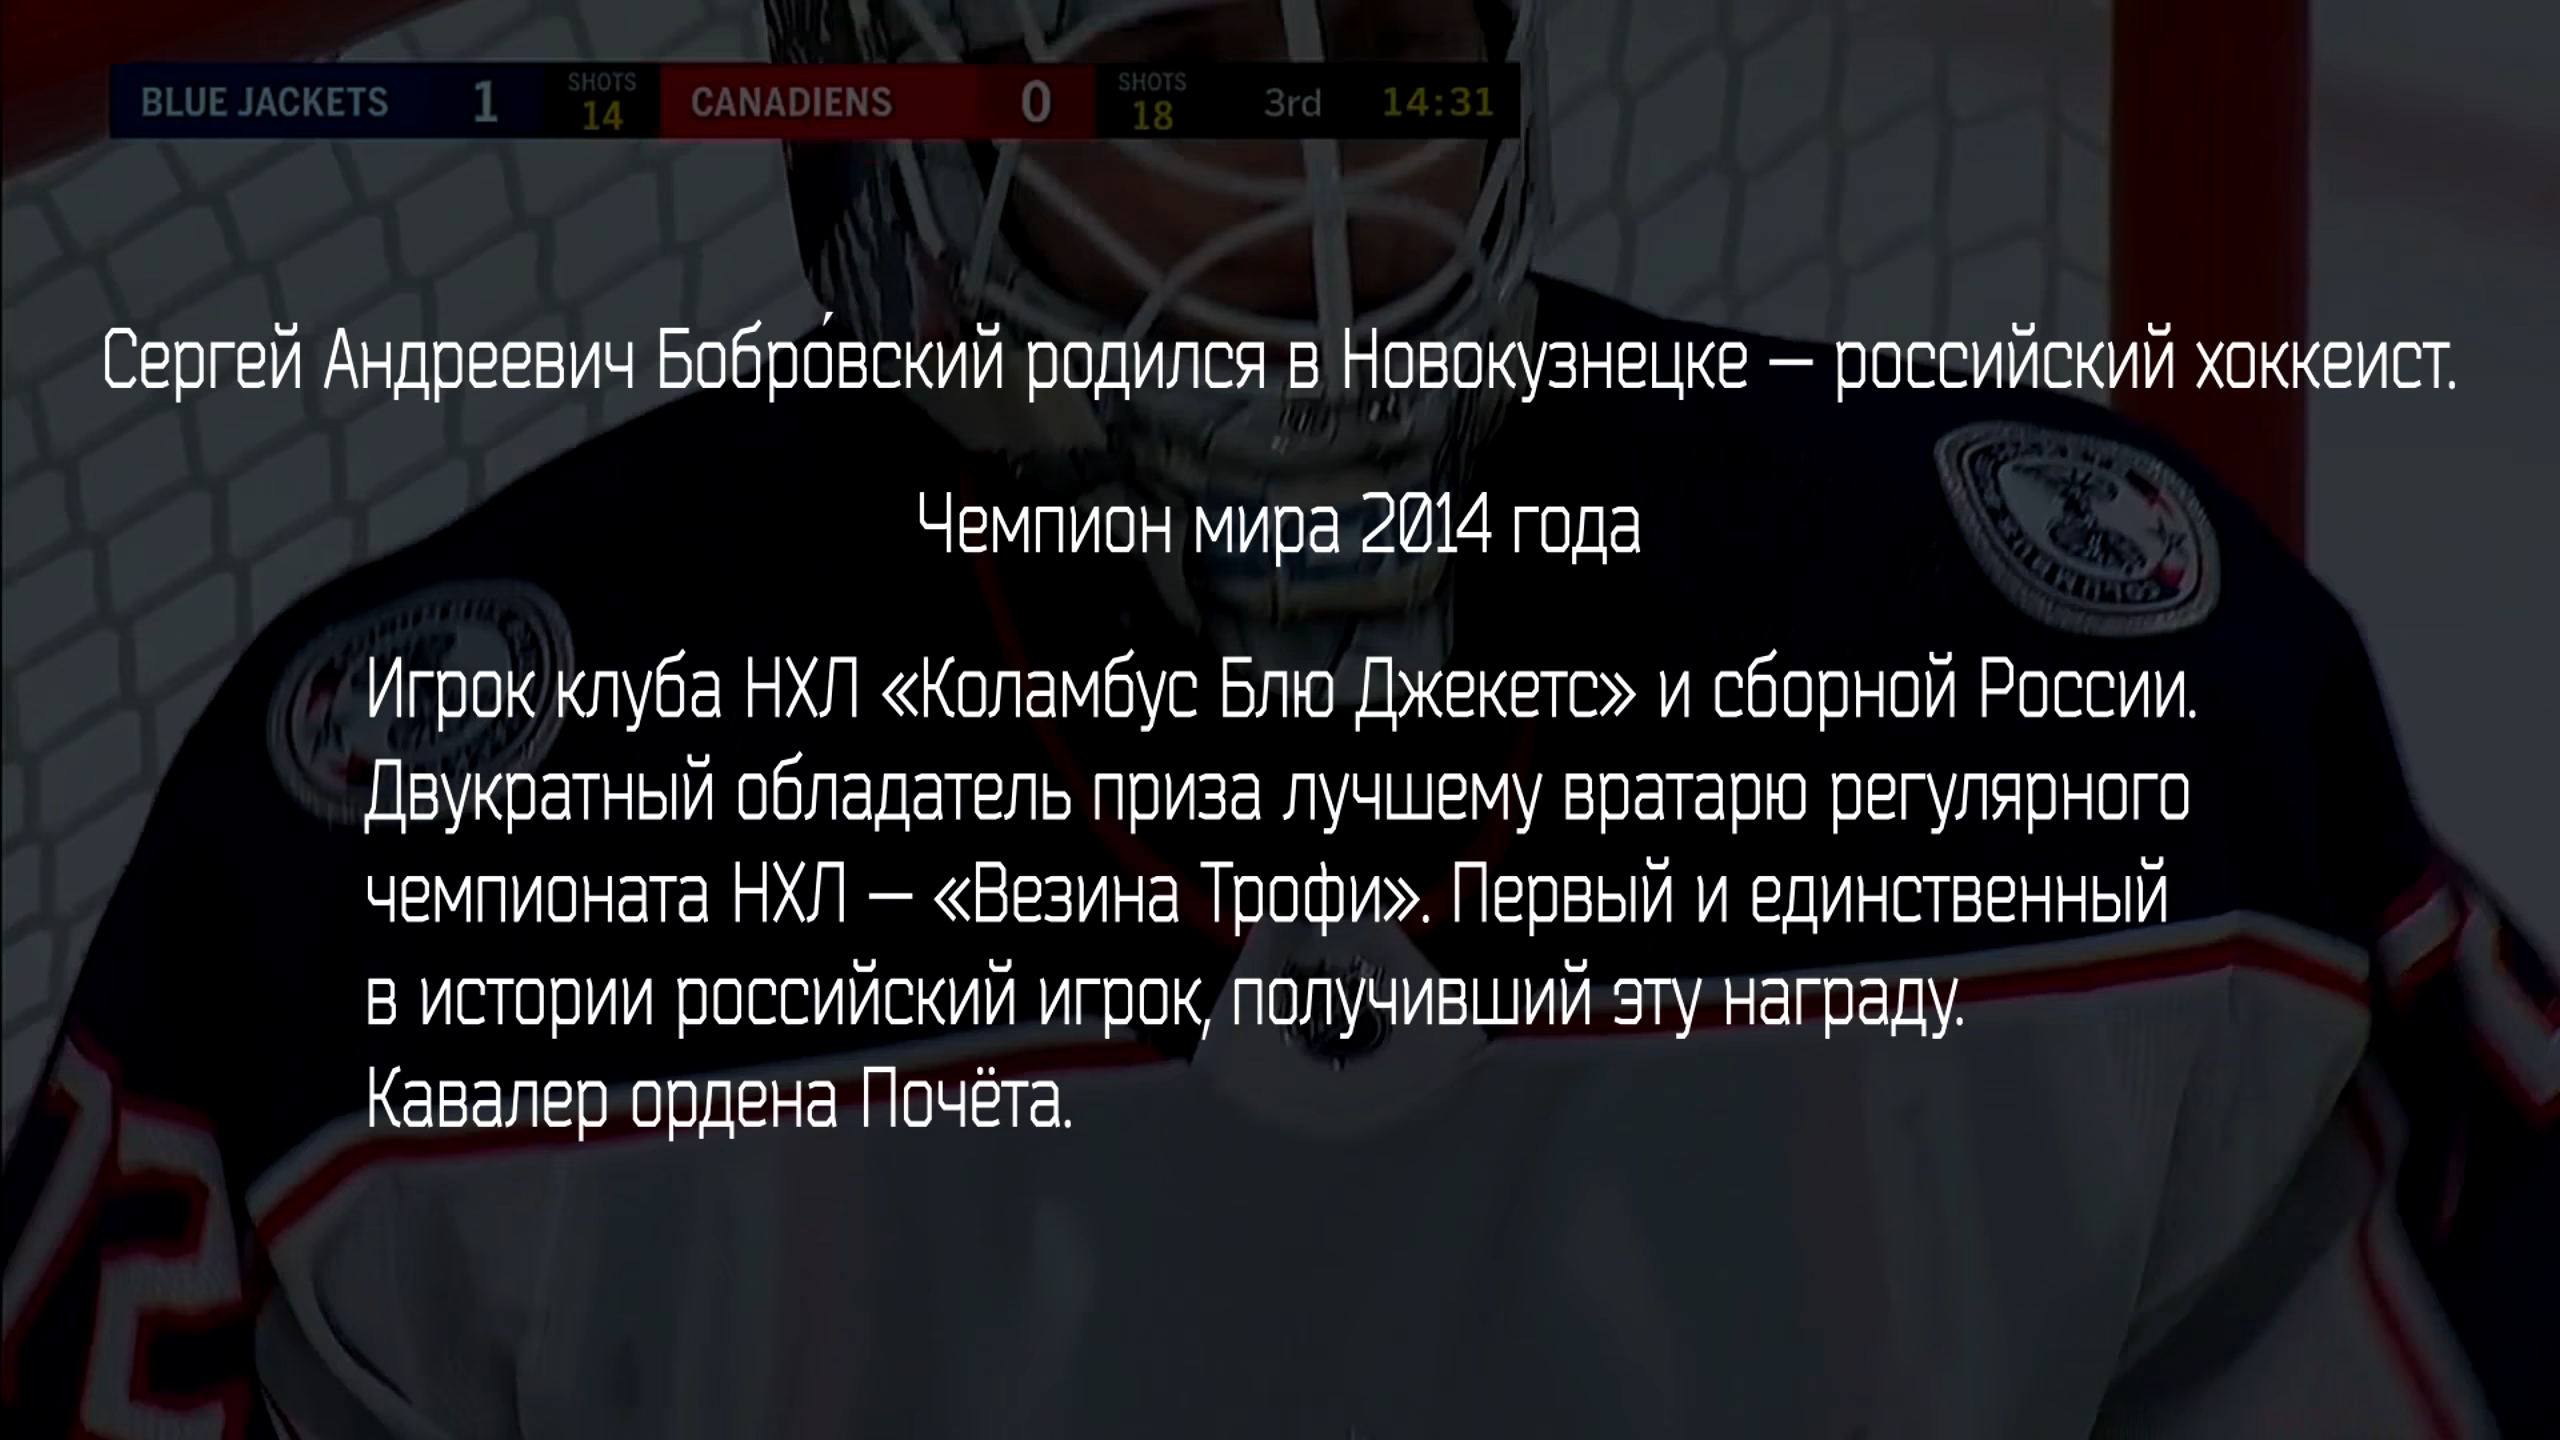 BLUE JACKETS 1 SHOTS 14 CANADIENS 0 SHOTS 18 3rd 14:31
Сергей Андреевич Бобро́вский родился в Новокузнецке – российский хоккеист.
Чемпион мира 2014 года
Игрок клуба НХЛ «Коламбус Блю Джекетс» и сборной России.
Двукратный обладатель приза лучшему вратарю регулярного
чемпионата НХЛ – «Везина Трофи». Первый и единственный
в истории российский игрок, получивший эту награду.
Кавалер ордена Почёта.
2